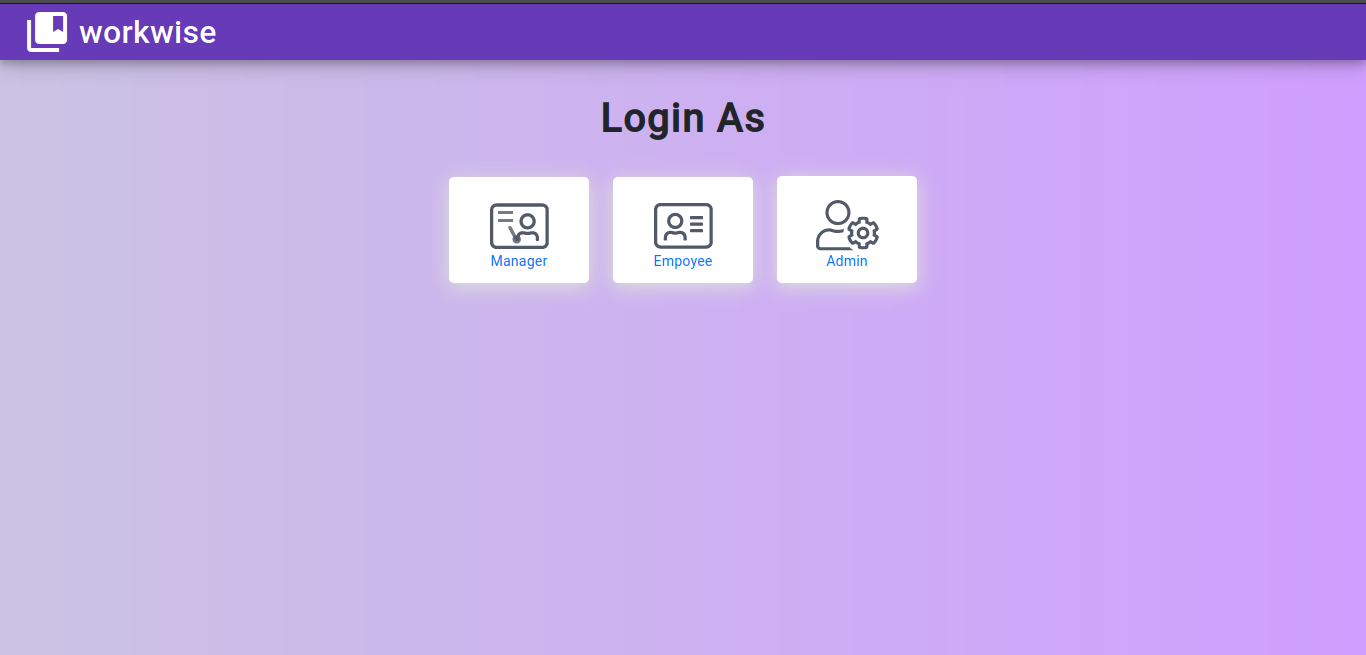 workwise
Login As
Manager
Empoyee
Admin